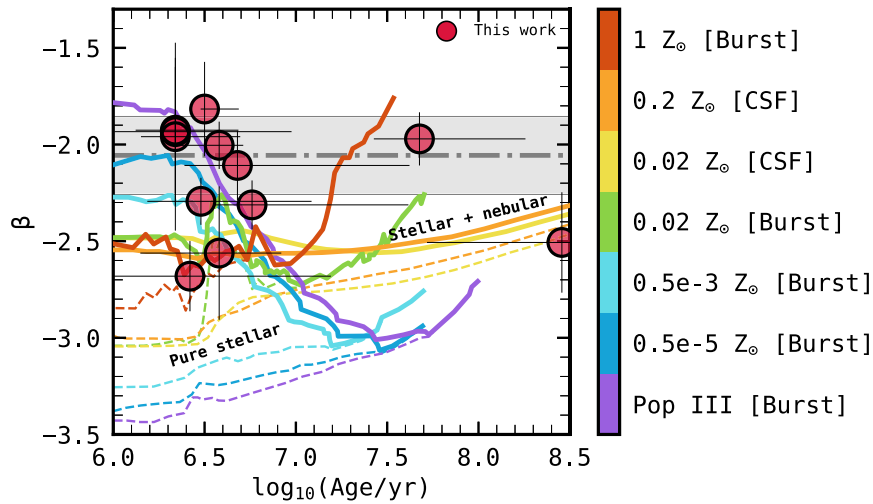 This work
−1.5
−2.0
−2.5
−3.0
−3.5
β
Stellar + nebular
Pure stellar
6.0 6.5 7.0 7.5 8.0 8.5
log₁₀(Age/yr)
1 Z☉ [Burst]
0.2 Z☉ [CSF]
0.02 Z☉ [CSF]
0.02 Z☉ [Burst]
0.5e-3 Z☉ [Burst]
0.5e-5 Z☉ [Burst]
Pop III [Burst]